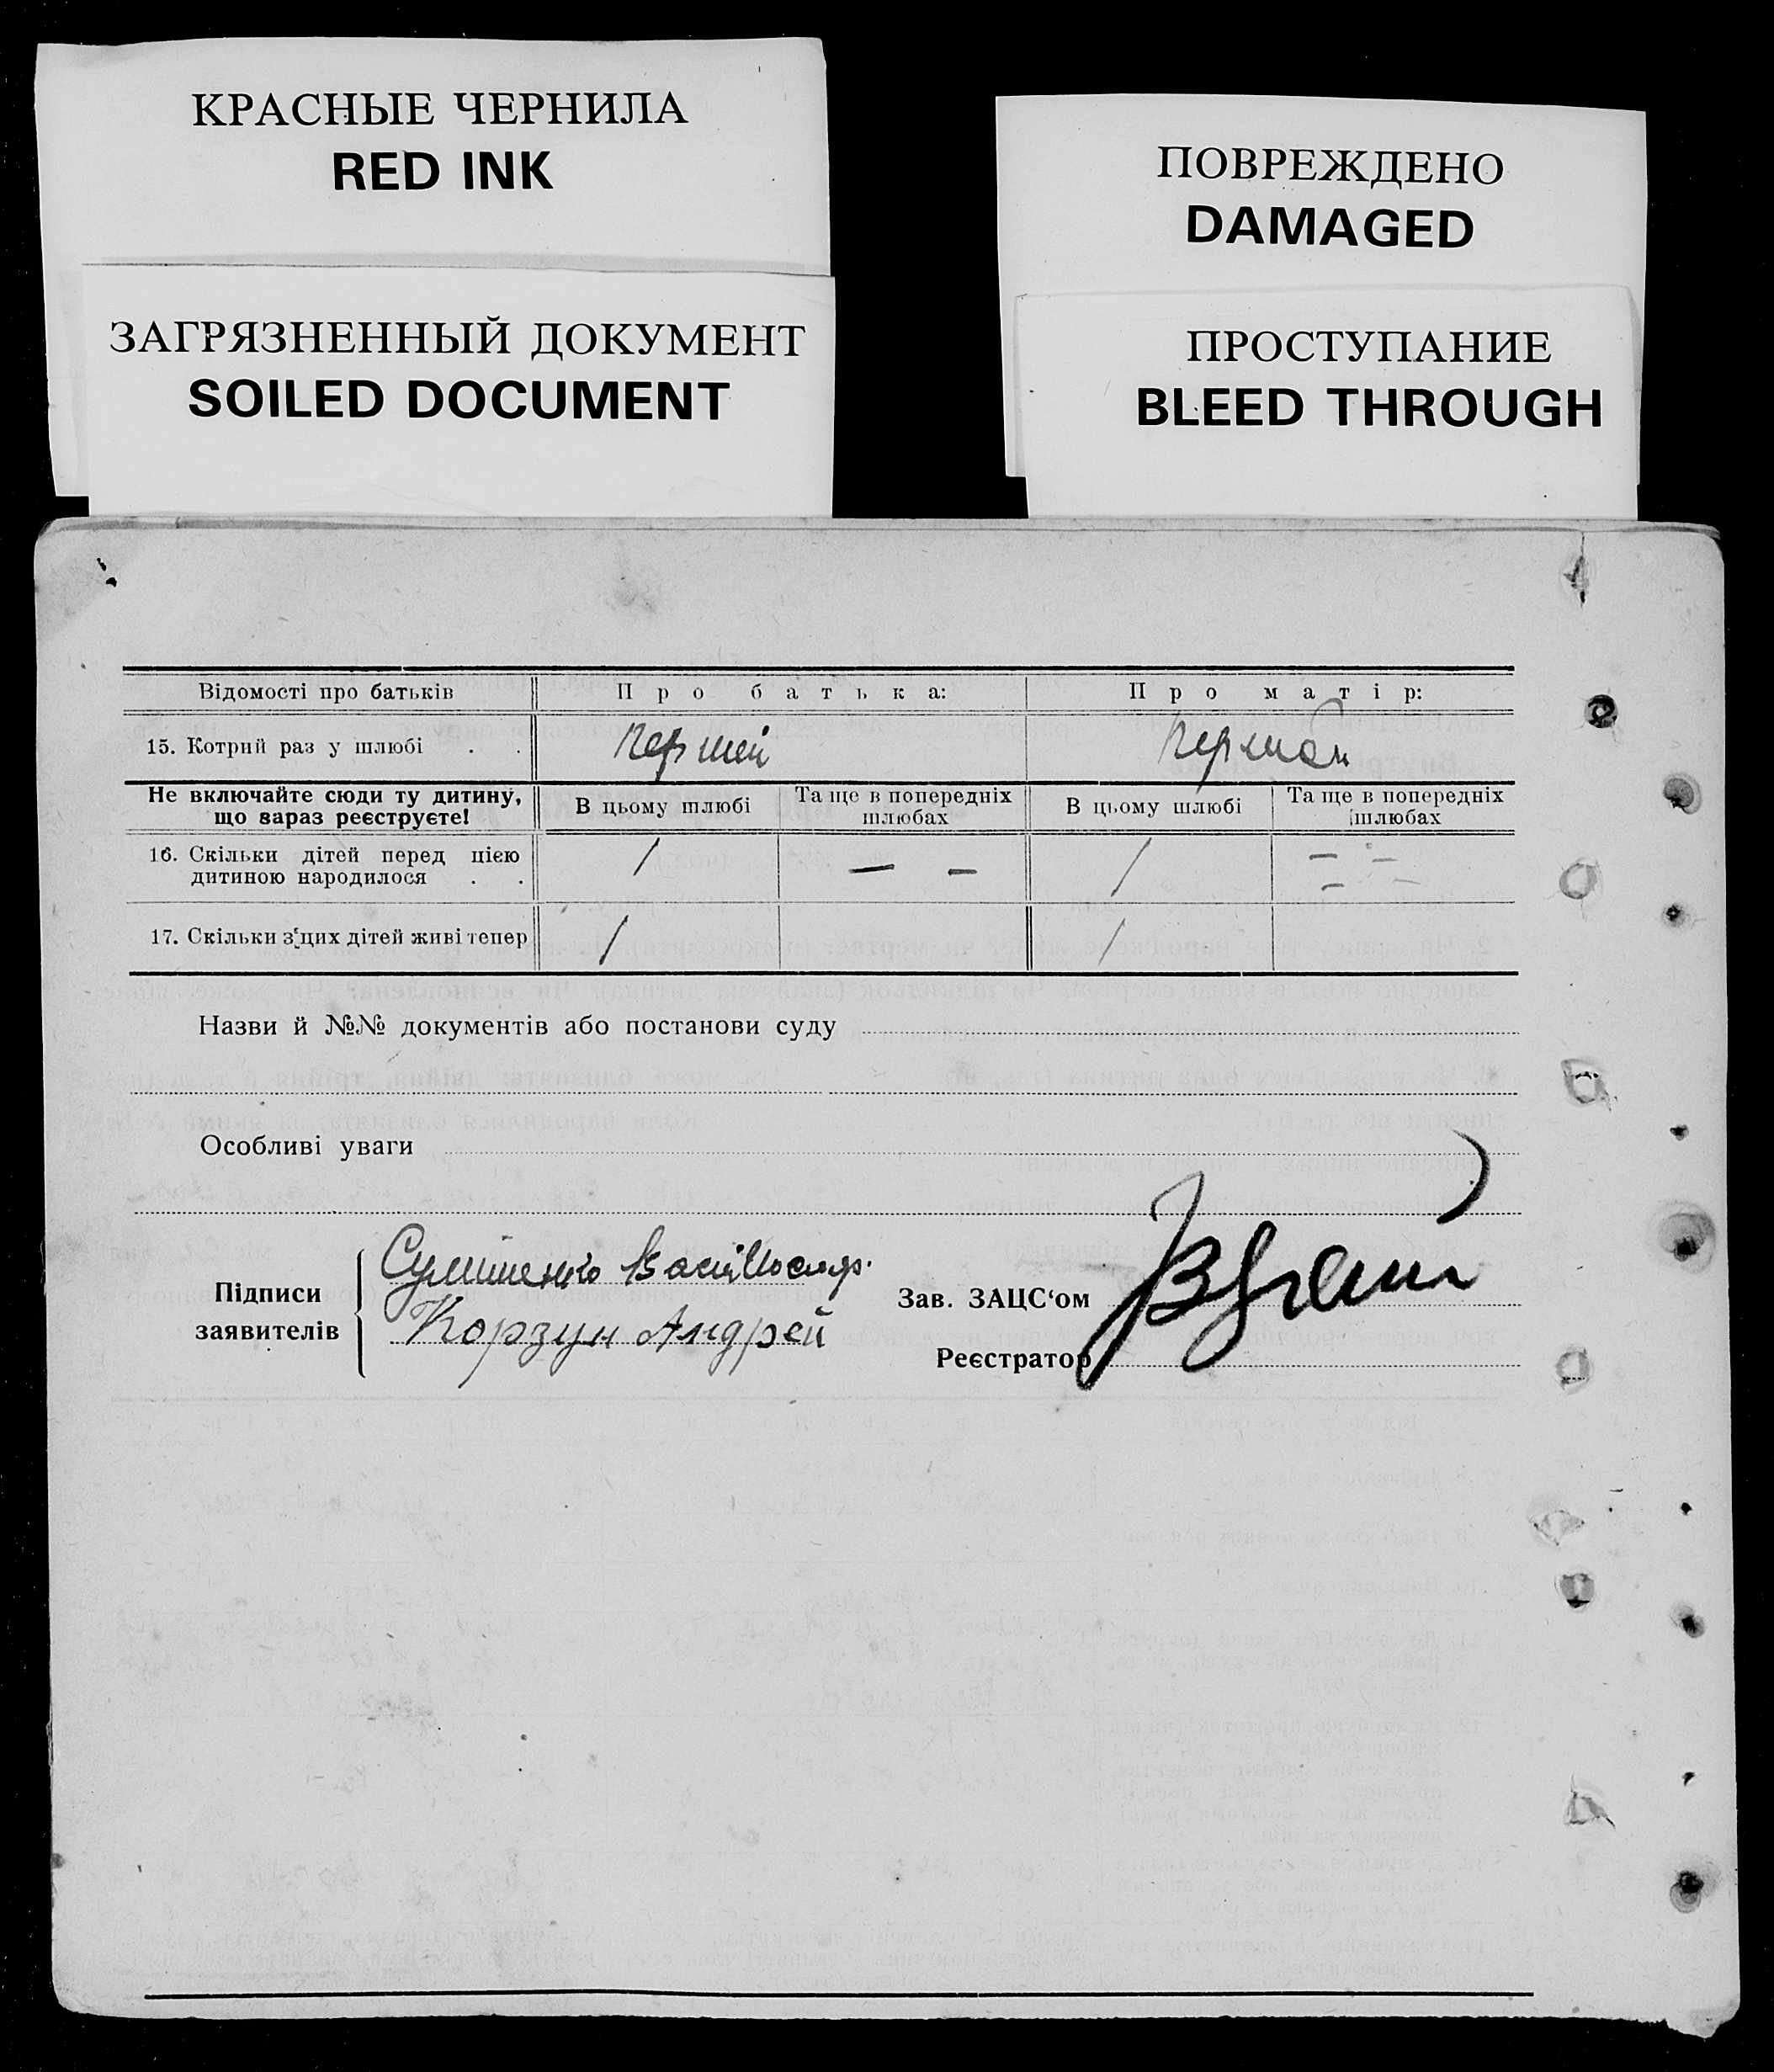 КРАСНЫЕ ЧЕРНИЛА
RED INK
ЗАГРЯЗНЕННЫЙ ДОКУМЕНТ
SOILED DOCUMENT
ПОВРЕЖДЕНО
DAMAGED
ПРОСТУПАНИЕ
BLEED THROUGH
Відомості про батьків Про батька: Про матір:
15. Котрий раз у шлюбі . . Перший
Не включайте сюди ту дитину, В цьому шлюбі Та ще в попередніх В цьому шлюбі Та ще в попередніх
що зараз реєструєте! шлюбах шлюбах
16. Скільки дітей перед цією 1 — — 1 — —
дитиною народилося . . — —
17. Скільки з цих дітей живі тепер 1 1
Назви й №№ документів або постанови суду
Особливі уваги
Підписи
заявителів
Корзун Андрей
Зав. ЗАЦС‘ом
Реєстратор